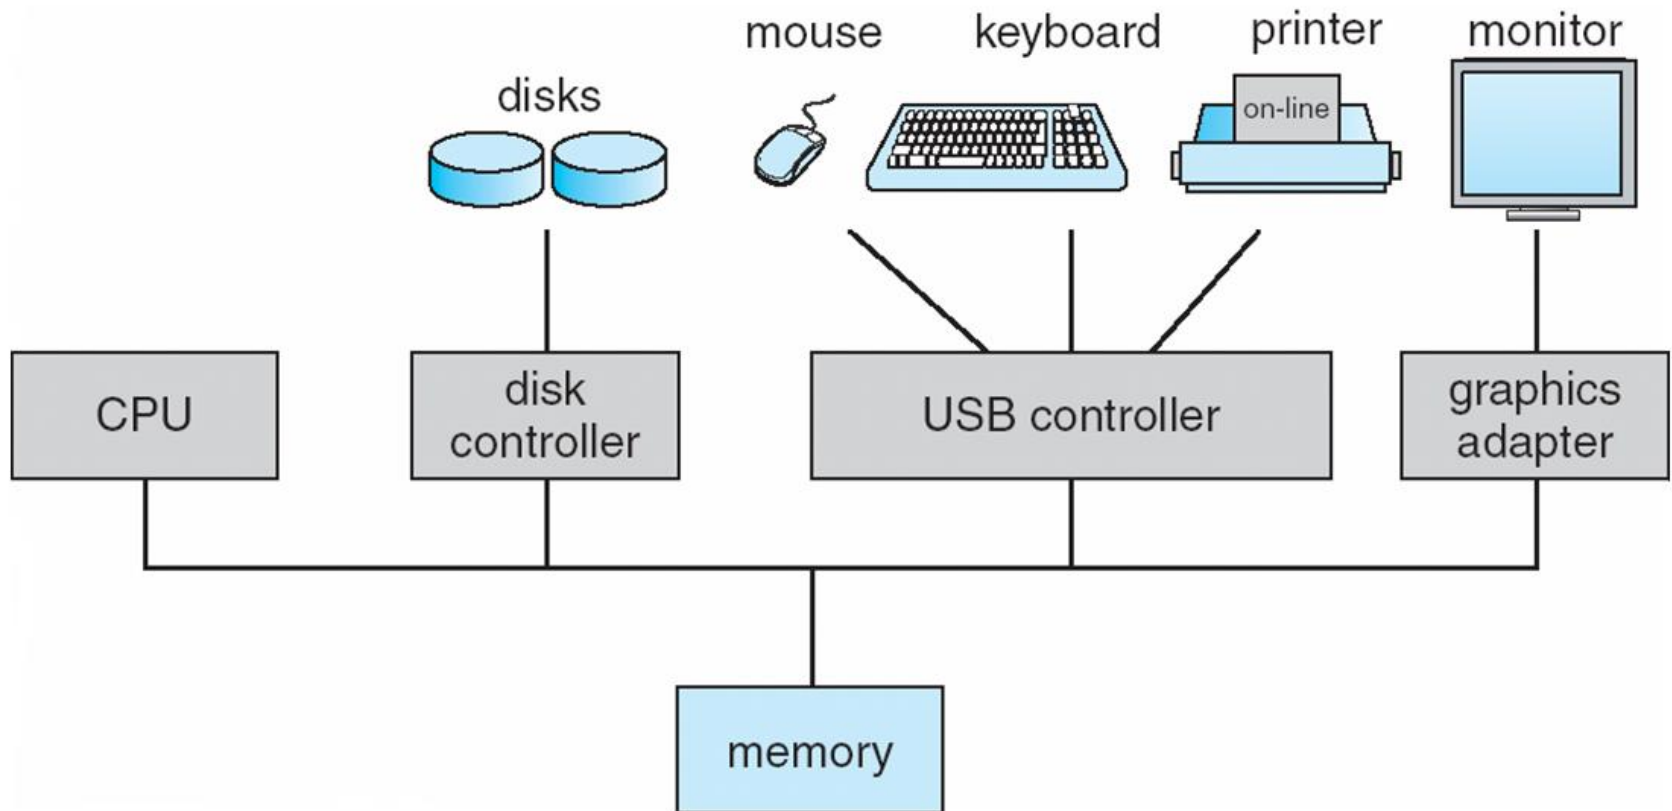 mouse
keyboard
printer
monitor
disks
on-line
CPU
disk
controller
USB controller
graphics
adapter
memory